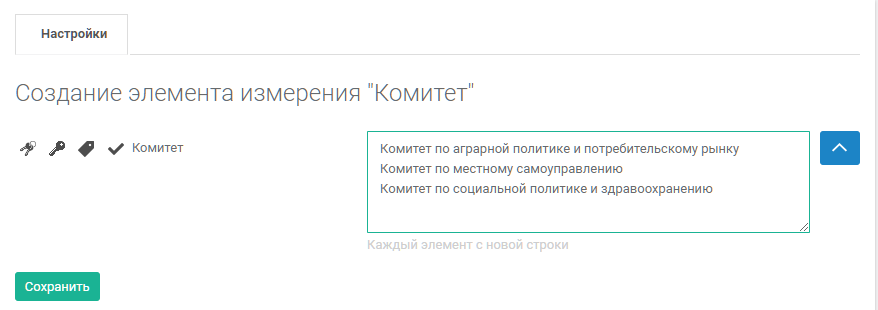 Настройки
Создание элемента измерения "Комитет"
Комитет
Комитет по аграрной политике и потребительскому рынку
Комитет по местному самоуправлению
Комитет по социальной политике и здравоохранению
Каждый элемент с новой строки
Сохранить